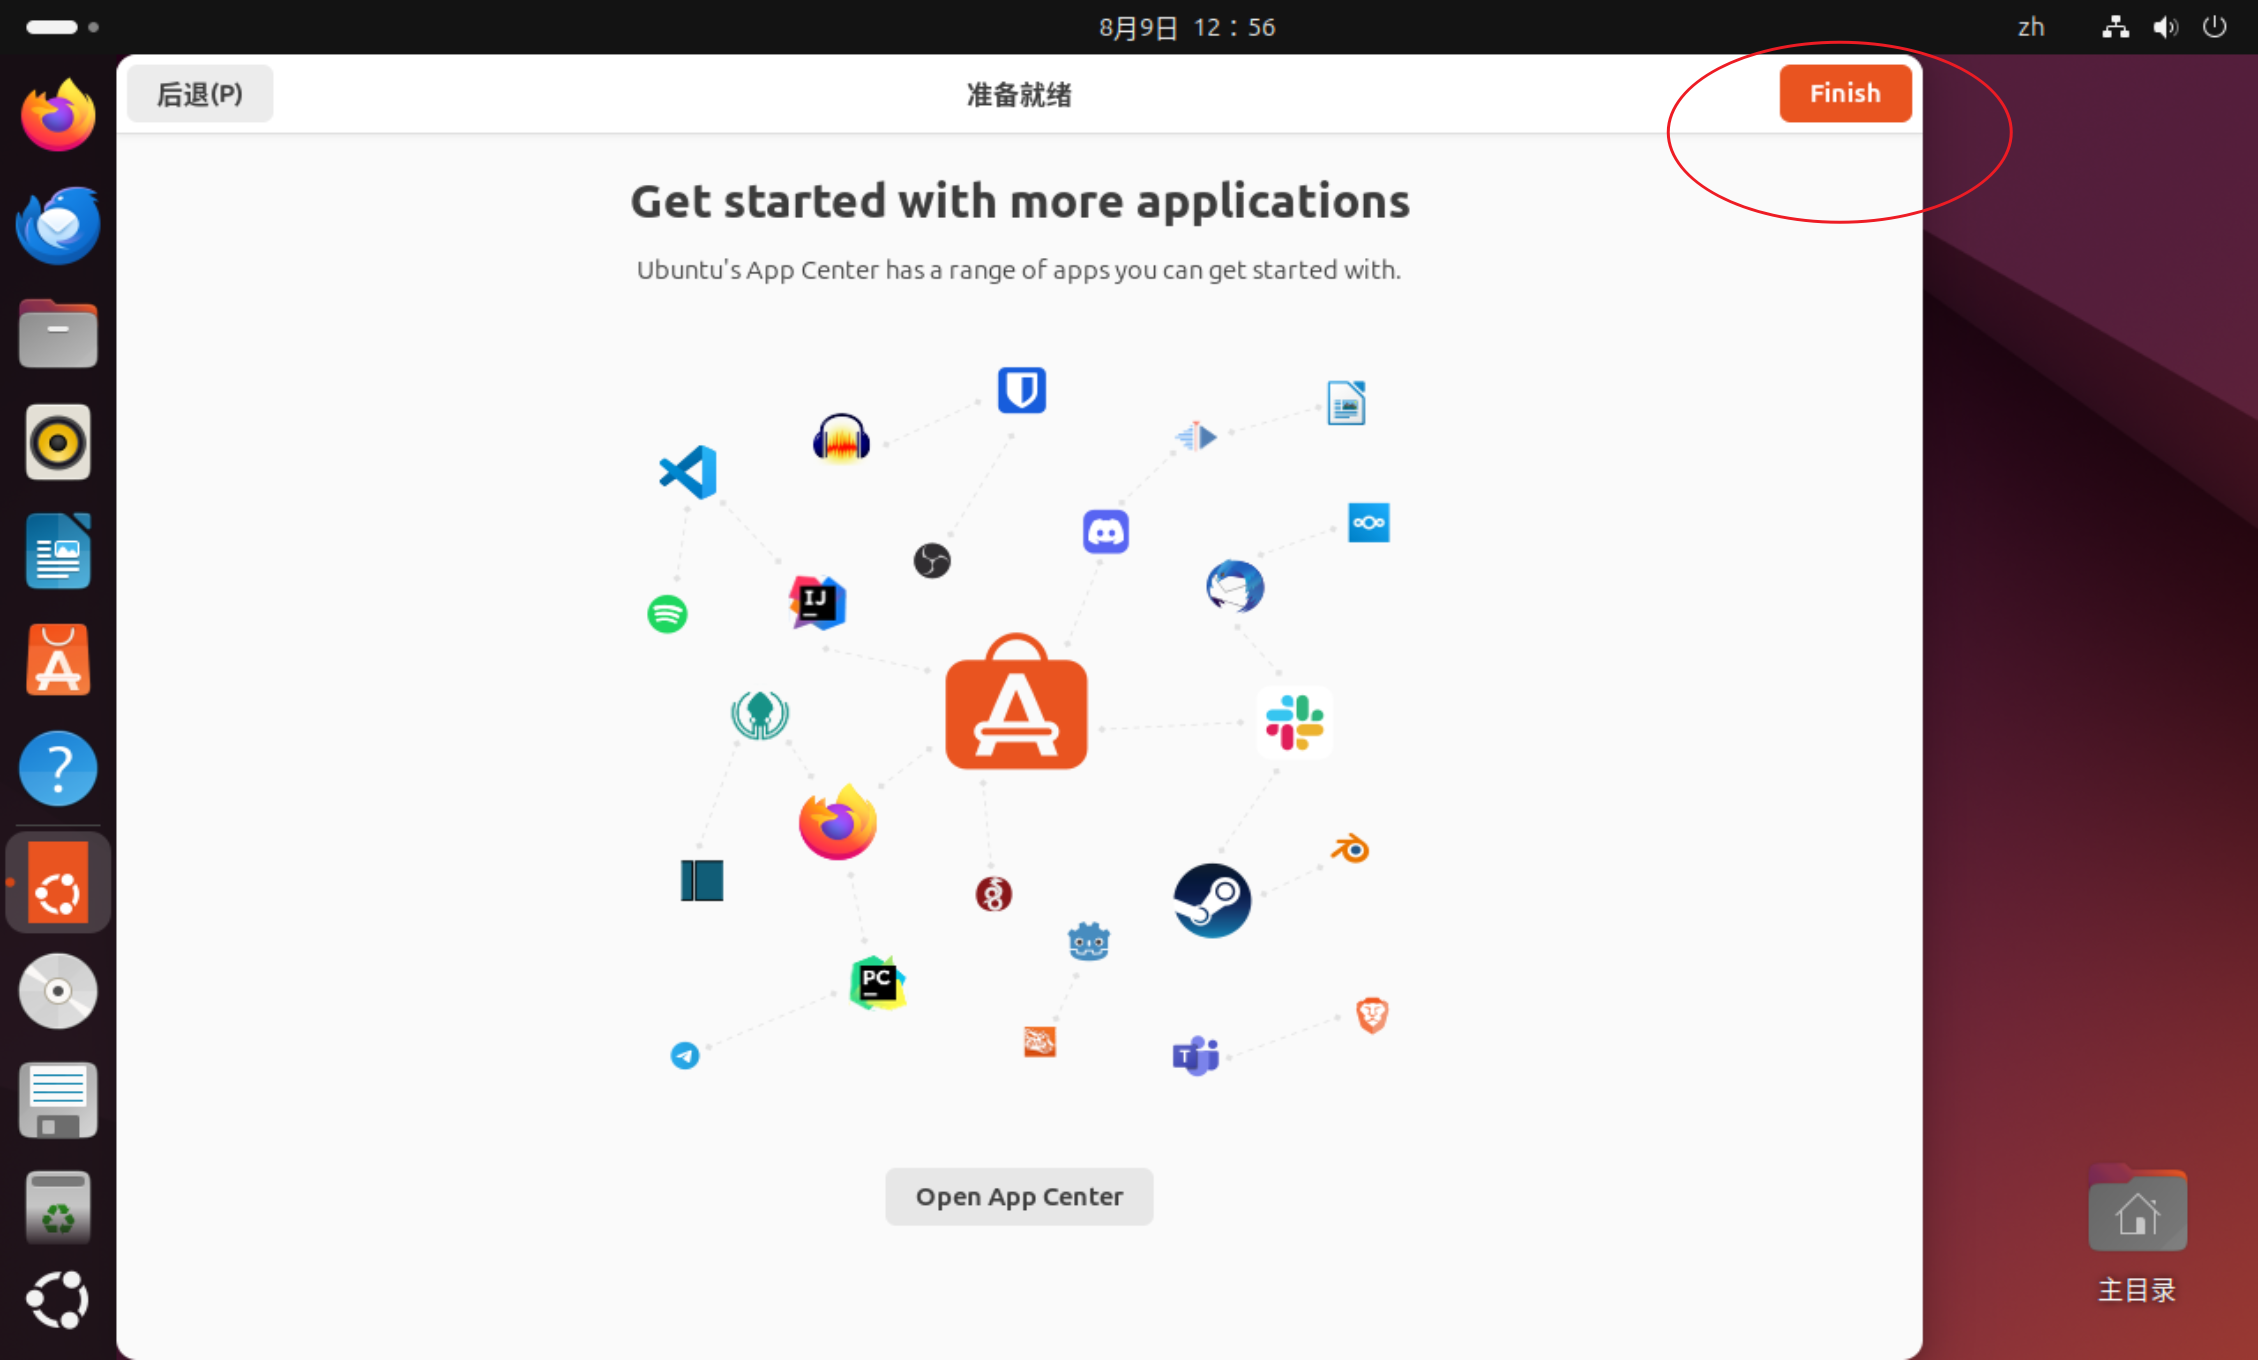 8月9日 12：56
zh
后退(P)
准备就绪
Finish
Get started with more applications
Ubuntu's App Center has a range of apps you can get started with.
IJ
A
A
?
PC
T
Open App Center
主目录